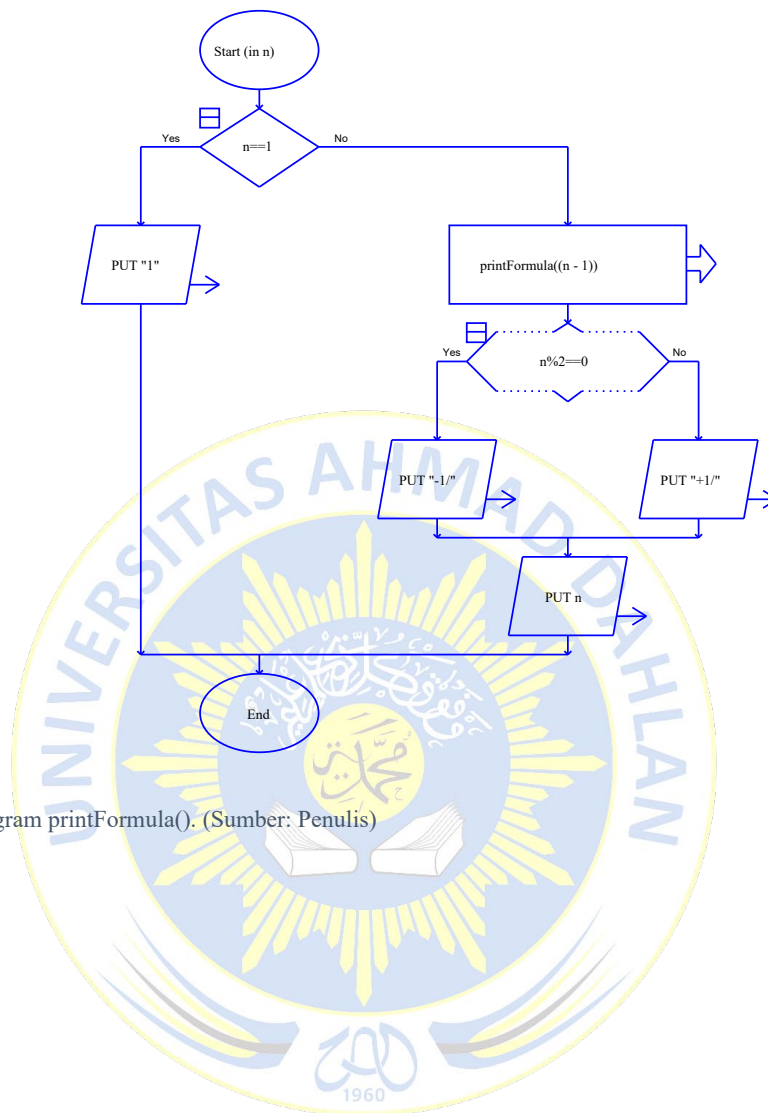 Start (in n)
n==1
Yes
No
PUT "1"
printFormula((n - 1))
n%2==0
Yes
No
PUT "-1/"
PUT "+1/"
PUT n
End
gram printFormula(). (Sumber: Penulis)
UNIVERSITAS AHMAD DAHLAN
1960